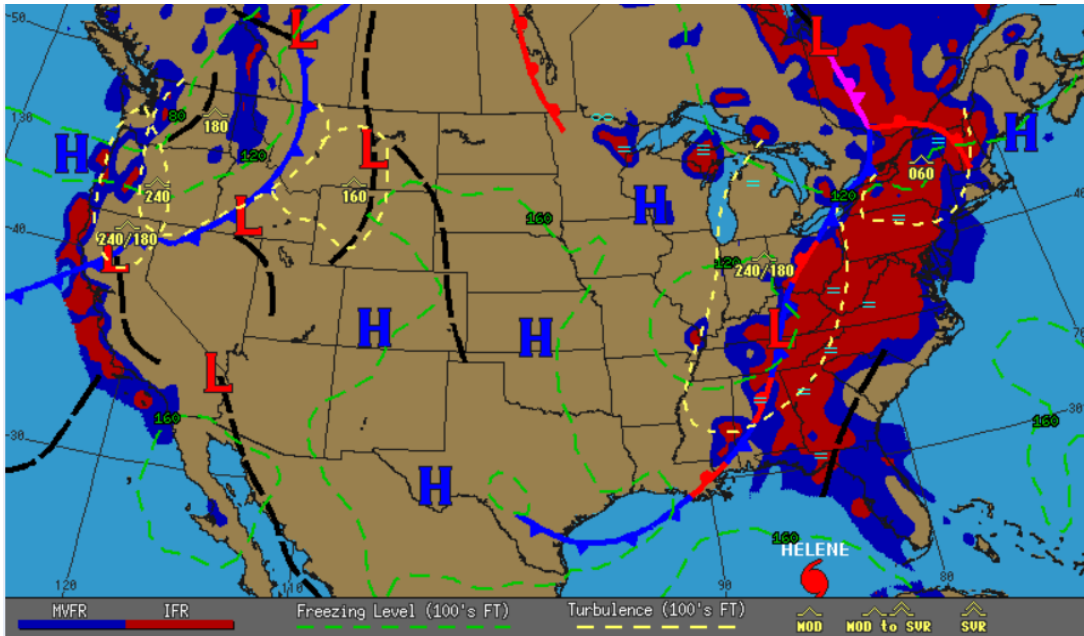 50
L
L
80
180
130
120
H
L
H
060
240
160
40
L
160
H
120
240/180
L
120
240/180
H
H
L
70
L
160
160
30
H
160
HELENE
120
110
90
80
MVFR IFR Freezing Level (100's FT) Turbulence (100's FT)
MOD MOD to SVR SVR